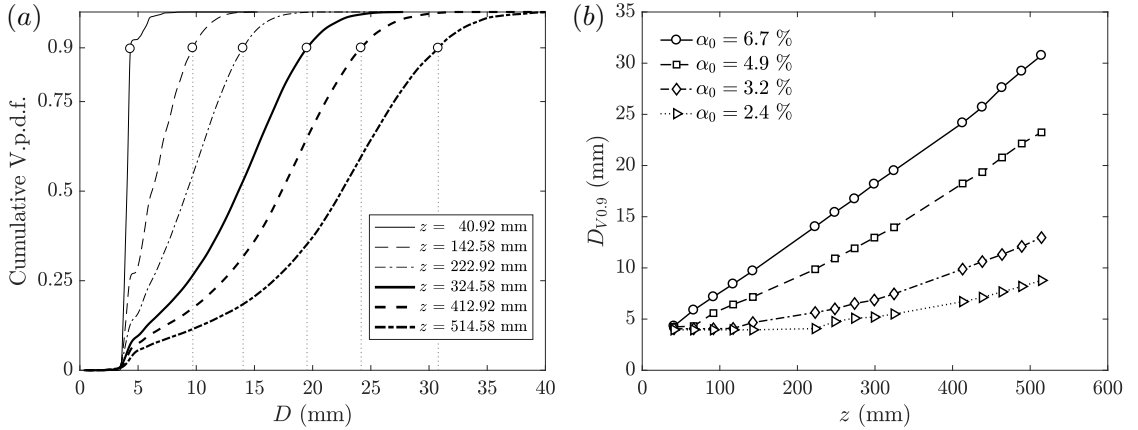 (a)
Cumulative V.p.d.f.
0.9
0.75
0.5
0.25
0
0 5 10 15 20 25 30 35 40
D (mm)
z = 40.92 mm
z = 142.58 mm
z = 222.92 mm
z = 324.58 mm
z = 412.92 mm
z = 514.58 mm
(b)
D_{V0.9} (mm)
35
30
25
20
15
10
5
0
0 100 200 300 400 500 600
z (mm)
α₀ = 6.7 %
α₀ = 4.9 %
α₀ = 3.2 %
α₀ = 2.4 %